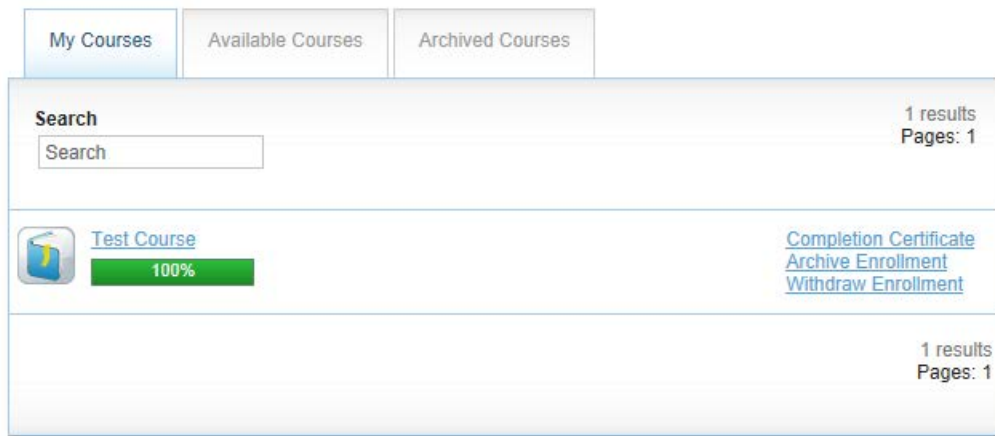 My Courses Available Courses Archived Courses
Search
1 results
Pages: 1
Search
Test Course
100%
Completion Certificate
Archive Enrollment
Withdraw Enrollment
1 results
Pages: 1